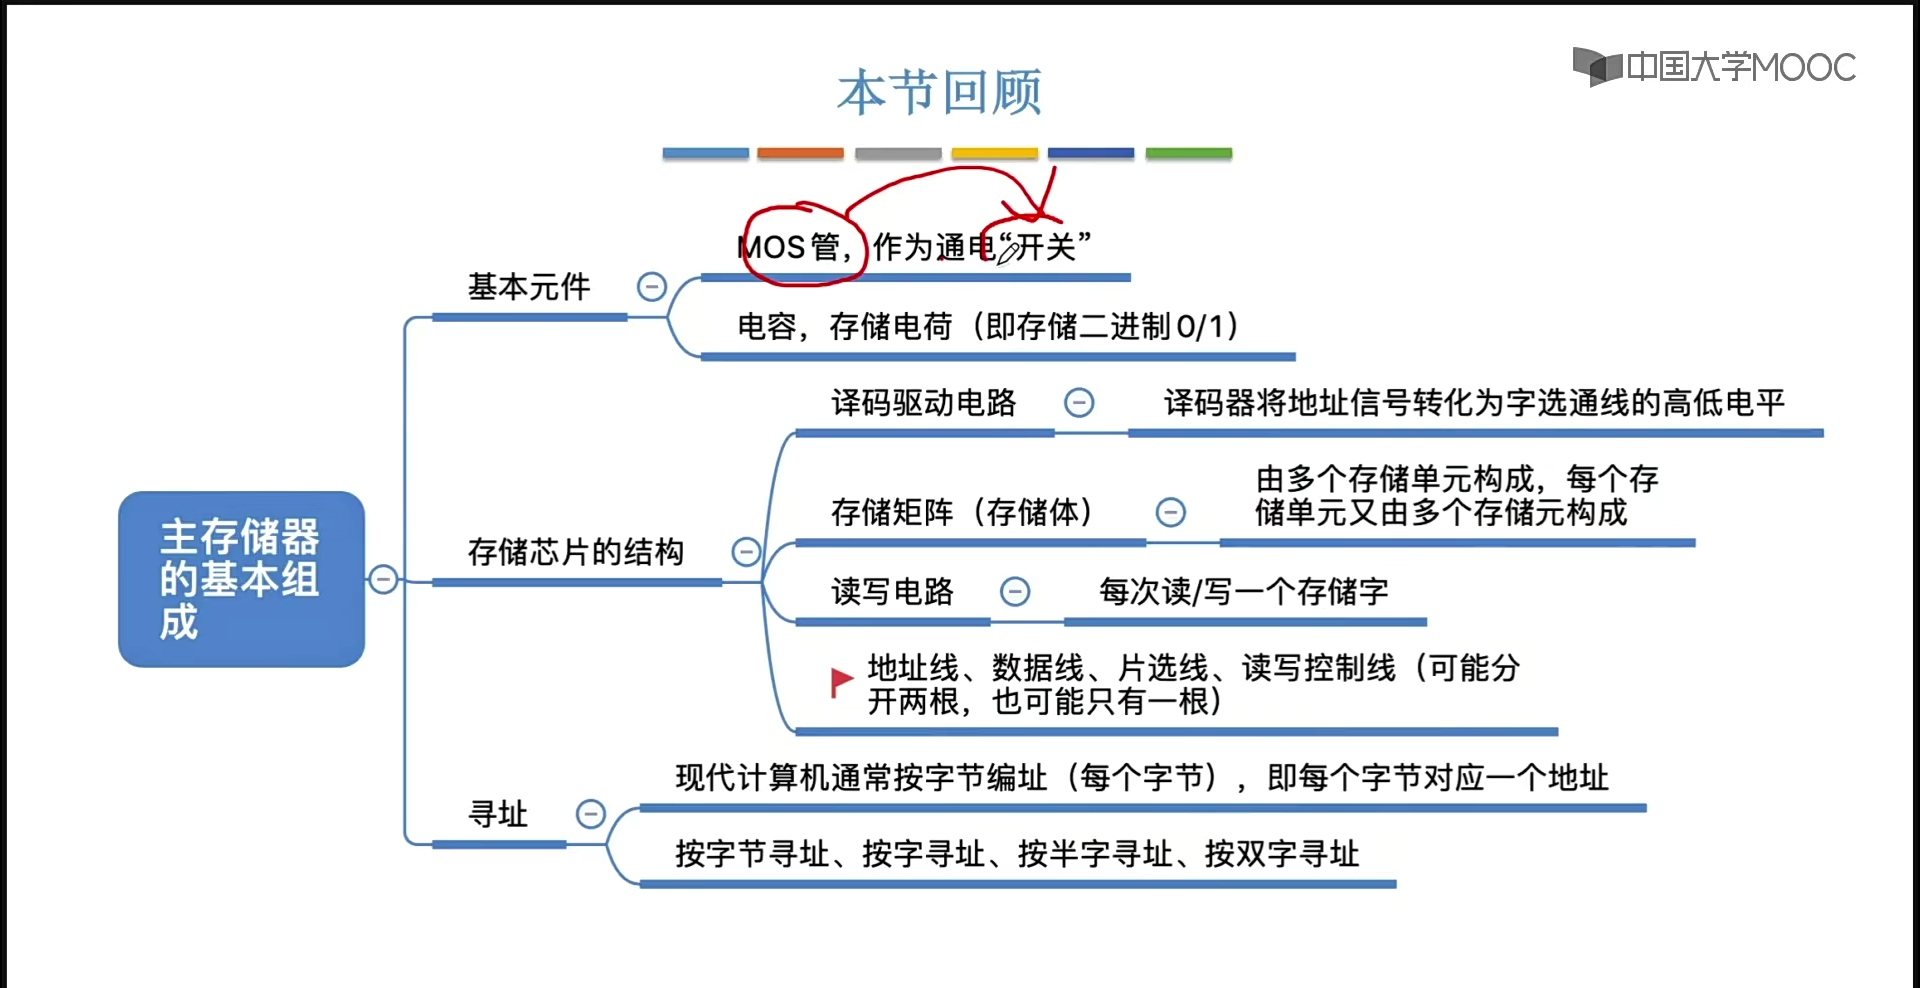 中国大学MOOC
本节回顾
MOS管，作为通电“开关”
基本元件
电容，存储电荷（即存储二进制0/1）
译码驱动电路
译码器将地址信号转化为字选通线的高低电平
由多个存储单元构成，每个存
储单元又由多个存储元构成
存储矩阵（存储体）
主存储器
的基本组
成
存储芯片的结构
读写电路
每次读/写一个存储字
地址线、数据线、片选线、读写控制线（可能分
开两根，也可能只有一根）
现代计算机通常按字节编址（每个字节），即每个字节对应一个地址
寻址
按字节寻址、按字寻址、按半字寻址、按双字寻址